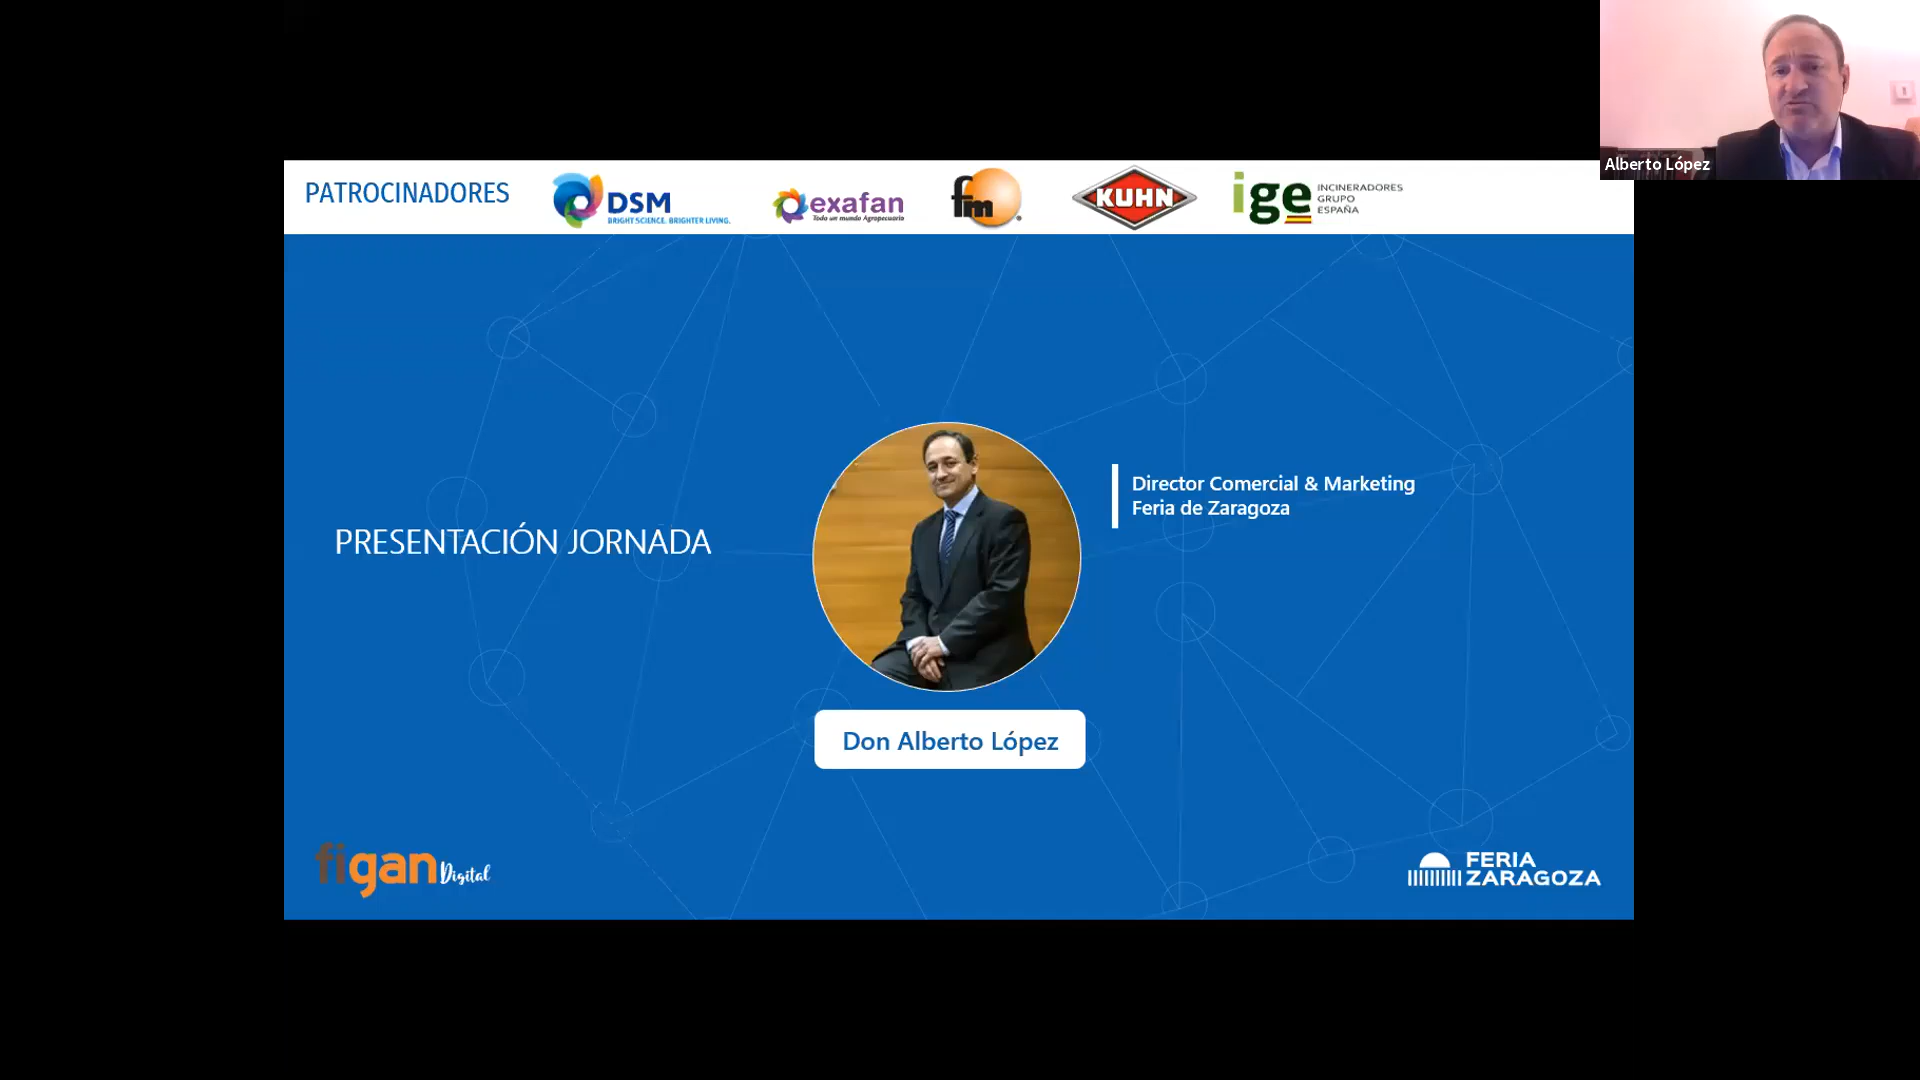 Alberto López
PATROCINADORES
DSM
BRIGHT SCIENCE. BRIGHTER LIVING.
exafan
Todo un mundo Agropecuario
fm
KUHN
ige
INCINERADORES
GRUPO
ESPAÑA
PRESENTACIÓN JORNADA
Director Comercial & Marketing
Feria de Zaragoza
Don Alberto López
figan Digital
FERIA
ZARAGOZA